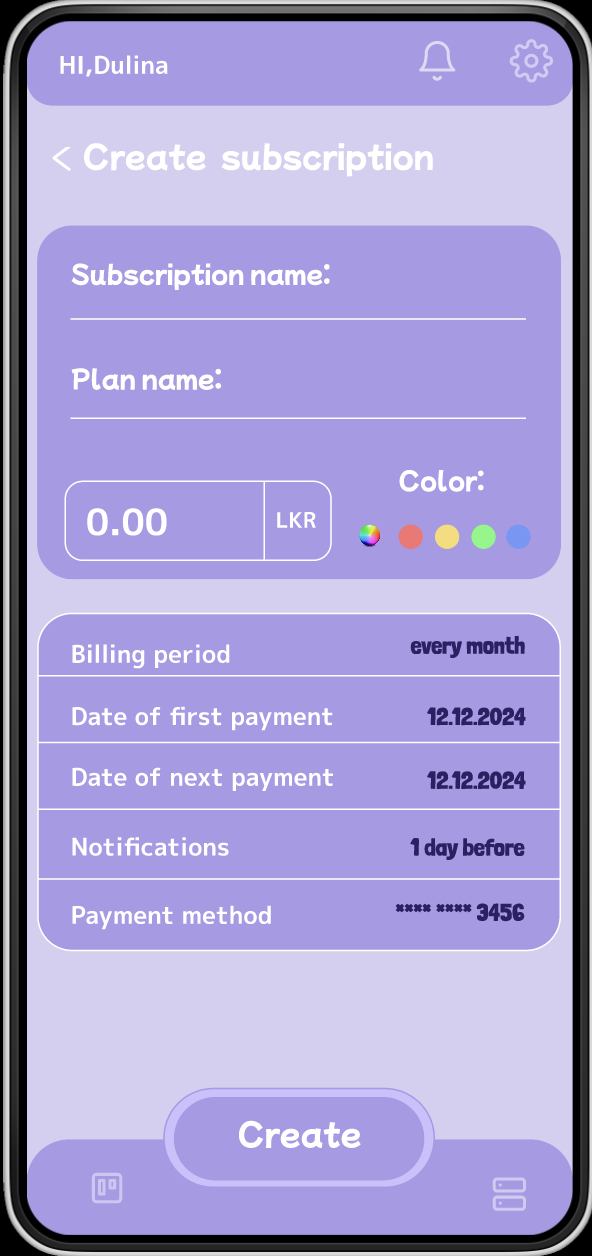 HI,Dulina
< Create subscription
Subscription name:
Plan name:
Color:
0.00 LKR
Billing period every month
Date of first payment 12.12.2024
Date of next payment 12.12.2024
Notifications 1 day before
Payment method **** **** 3456
Create